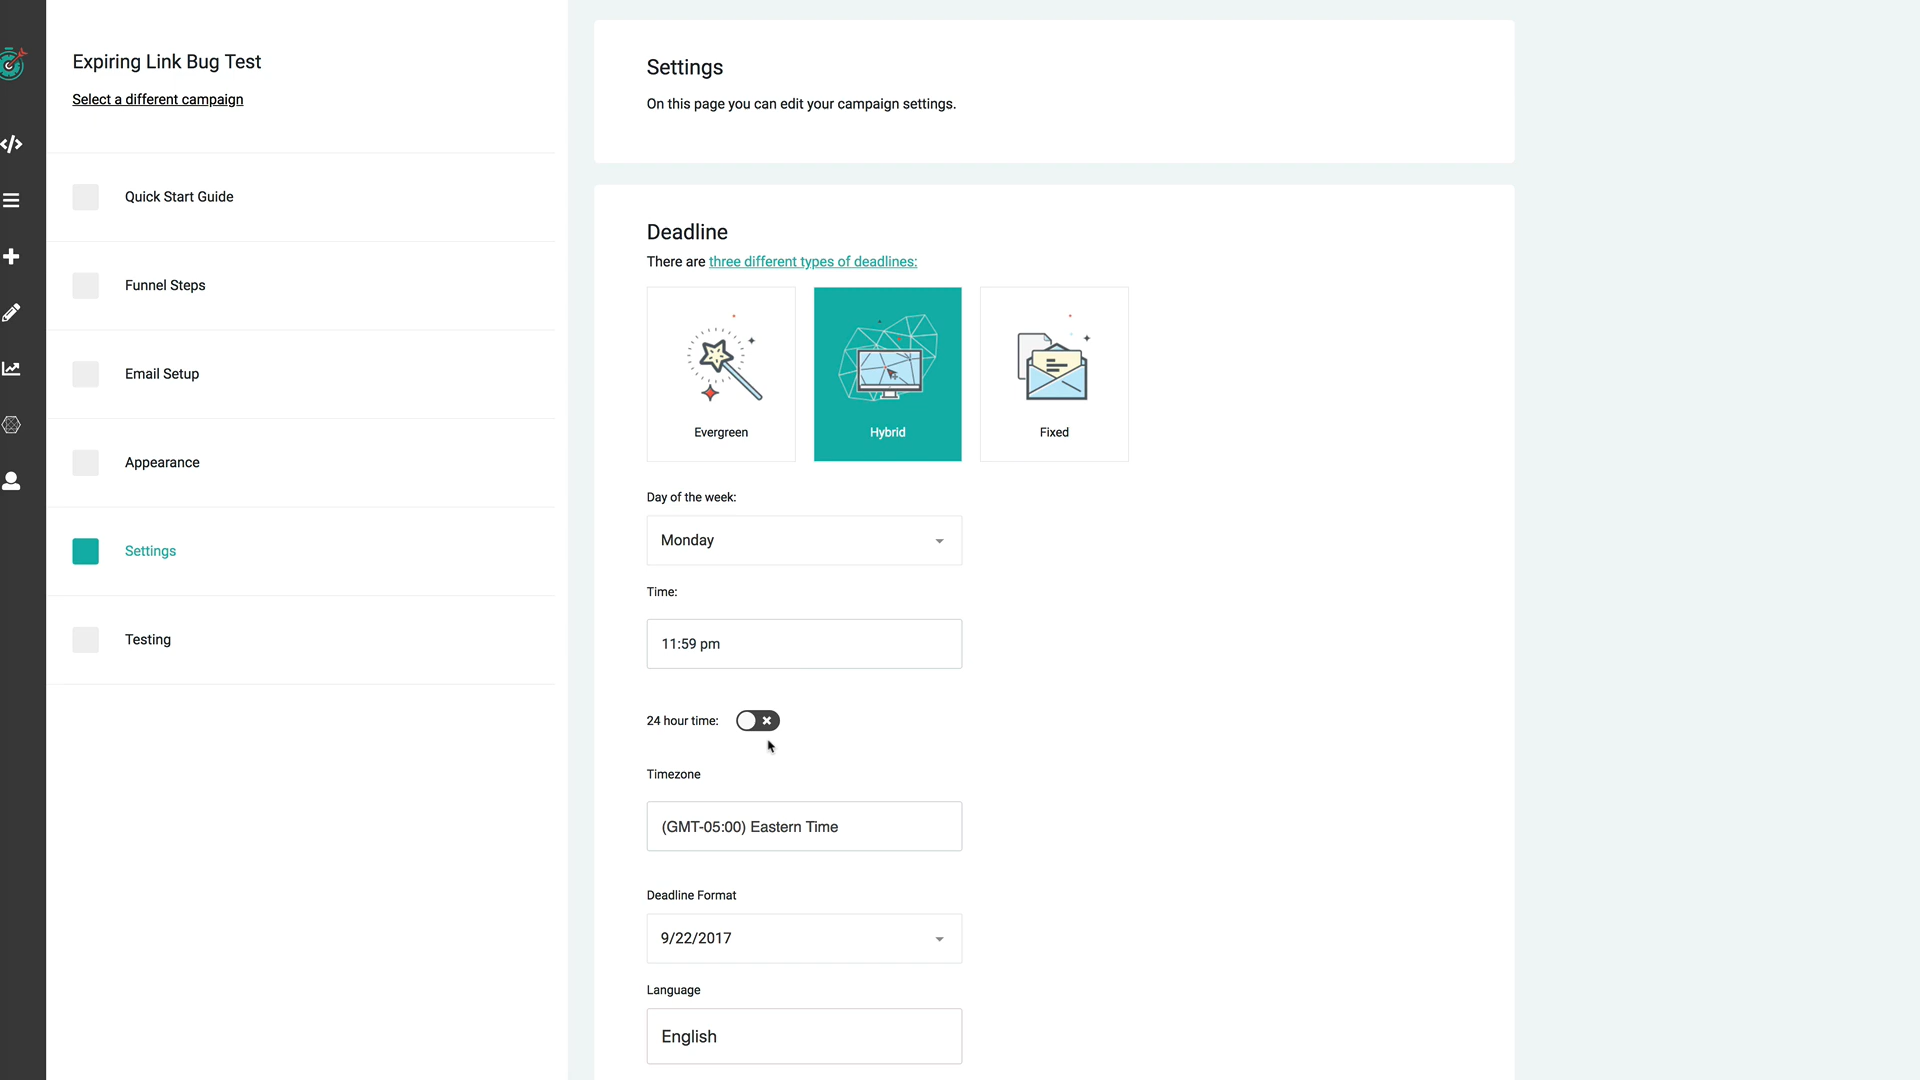 Expiring Link Bug Test
Select a different campaign
Quick Start Guide
Funnel Steps
Email Setup
Appearance
Settings
Testing
Settings
On this page you can edit your campaign settings.
Deadline
There are three different types of deadlines:
Evergreen
Hybrid
Fixed
Day of the week:
Monday
Time:
11:59 pm
24 hour time:
Timezone
(GMT-05:00) Eastern Time
Deadline Format
9/22/2017
Language
English